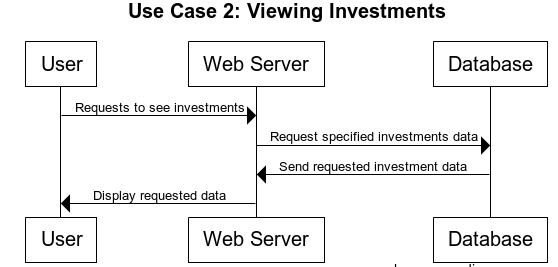 Use Case 2: Viewing Investments
User
Web Server
Database
Requests to see investments
Request specified investments data
Send requested investment data
Display requested data
User
Web Server
Database